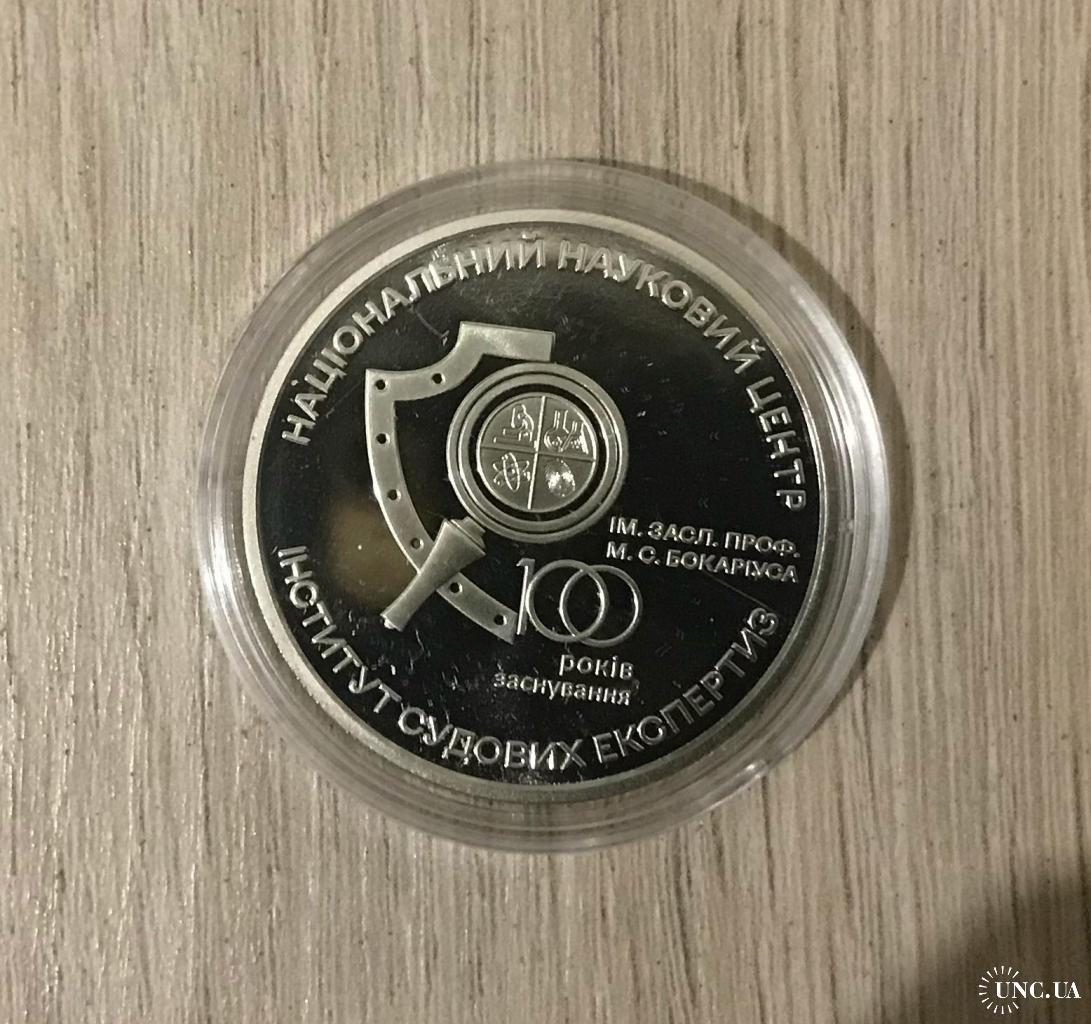 НАЦІОНАЛЬНИЙ НАУКОВИЙ ЦЕНТР
ІМ. ЗАСЛ. ПРОФ.
М. С. БОКАРІУСА
100
років
заснування
ІНСТИТУТ СУДОВИХ ЕКСПЕРТИЗ
UNC.UA